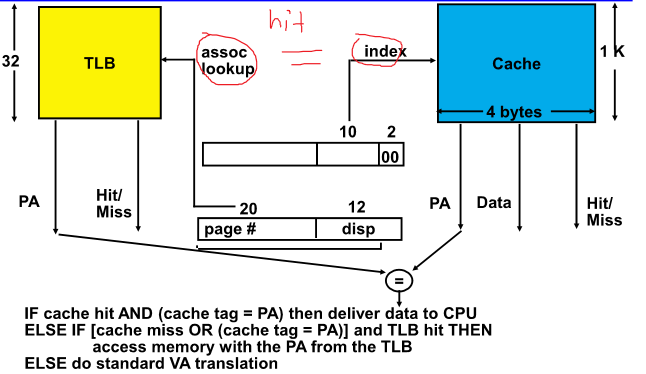 hit
32
TLB
assoc
lookup
=
index
Cache
1 K
4 bytes
10 2
00
PA
Hit/
Miss
20 12
page # disp
PA
Data
Hit/
Miss
=
IF cache hit AND (cache tag = PA) then deliver data to CPU
ELSE IF [cache miss OR (cache tag = PA)] and TLB hit THEN
access memory with the PA from the TLB
ELSE do standard VA translation